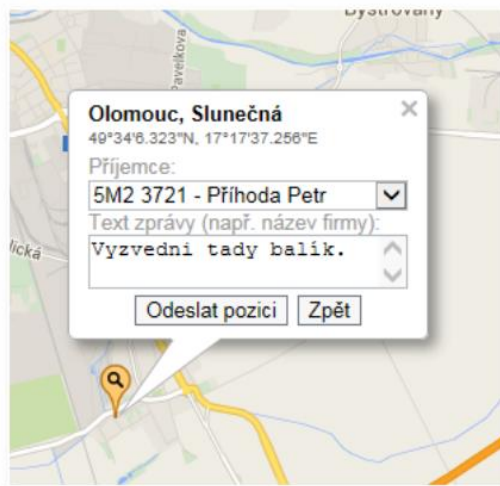 Bystrovany
Pavelkova
Olomouc, Slunečná
49°34'6.323"N, 17°17'37.256"E
Příjemce:
5M2 3721 - Příhoda Petr
Text zprávy (např. název firmy):
Vyzvedni tady balík.
Odeslat pozici Zpět
lická